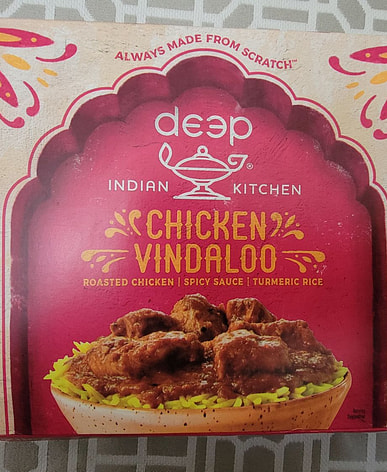 ALWAYS MADE FROM SCRATCH™
deep®
INDIAN KITCHEN
CHICKEN
VINDALOO
ROASTED CHICKEN | SPICY SAUCE | TURMERIC RICE